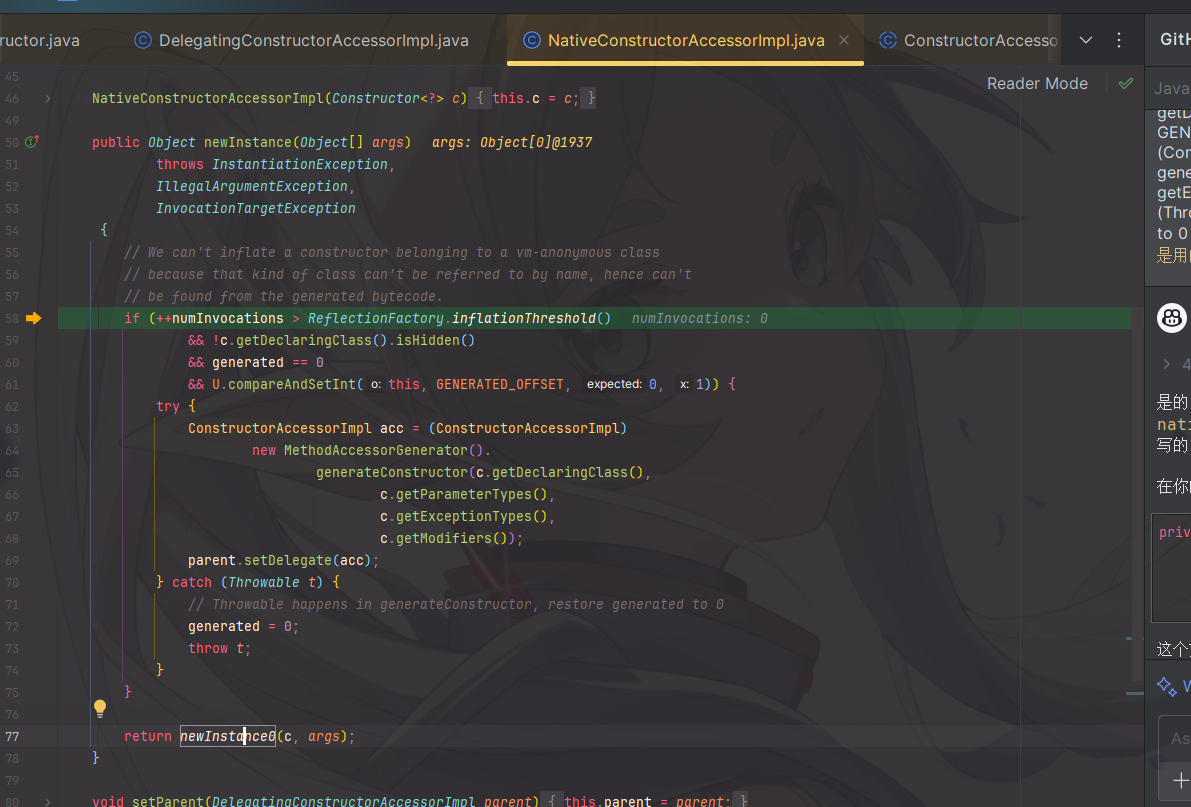 ructor.java
DelegatingConstructorAccessorImpl.java
NativeConstructorAccessorImpl.java
ConstructorAccesso
GitH
Reader Mode
Java
45
46 NativeConstructorAccessorImpl(Constructor<?> c) { this.c = c; }
49
50 public Object newInstance(Object[] args) args: Object[0]@1937
51 throws InstantiationException,
52 IllegalArgumentException,
53 InvocationTargetException
54 {
55 // We can't inflate a constructor belonging to a vm-anonymous class
56 // because that kind of class can't be referred to by name, hence can't
57 // be found from the generated bytecode.
58 if (++numInvocations > ReflectionFactory.inflationThreshold() numInvocations: 0
59 && !c.getDeclaringClass().isHidden()
60 && generated == 0
61 && U.compareAndSetInt( o: this, GENERATED_OFFSET, expected: 0, x: 1)) {
62 try {
63 ConstructorAccessorImpl acc = (ConstructorAccessorImpl)
64 new MethodAccessorGenerator().
65 generateConstructor(c.getDeclaringClass(),
66 c.getParameterTypes(),
67 c.getExceptionTypes(),
68 c.getModifiers());
69 parent.setDelegate(acc);
70 } catch (Throwable t) {
71 // Throwable happens in generateConstructor, restore generated to 0
72 generated = 0;
73 throw t;
74 }
75 }
76
77 return newInstance0(c, args);
78 }
79
80 void setParent(DelegatingConstructorAccessorImpl parent) { this.parent = parent; }
getD
GEN
(Con
gene
getE
(Thro
to 0
是用
4
是的
nati
写的
在你
priv
这个
W
As